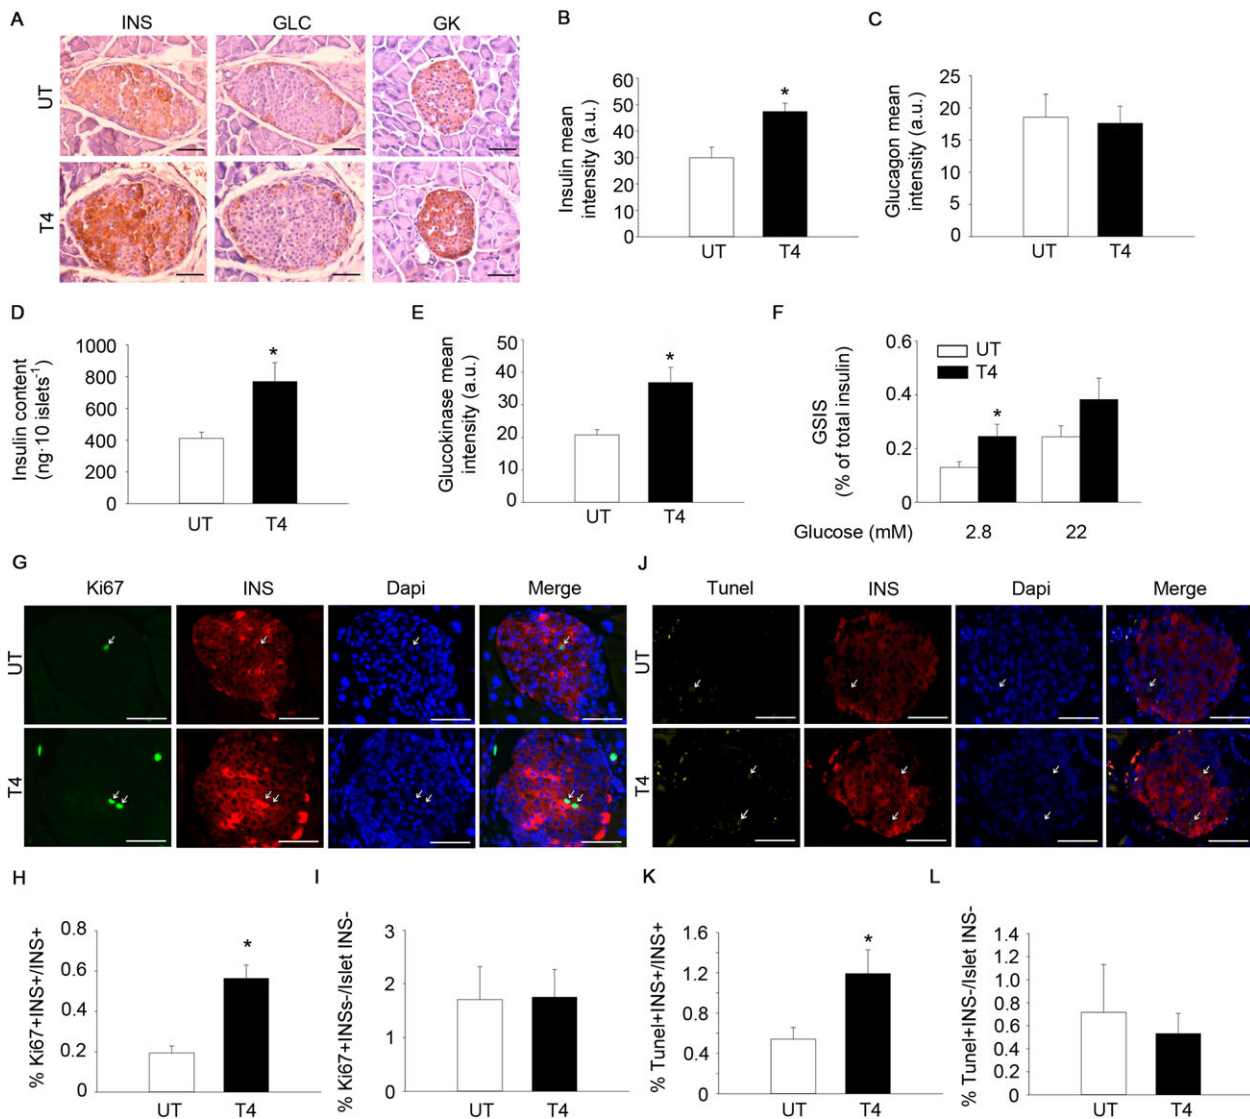 A
INS
GLC
GK
UT
T4
B
Insulin mean
intensity (a.u.)
60
50
40
30
20
10
0
*
UT
T4
C
Glucagon mean
intensity (a.u.)
25
20
15
10
5
0
UT
T4
D
Insulin content
(ng·10 islets⁻¹)
1000
800
600
400
200
0
*
UT
T4
E
Glucokinase mean
intensity (a.u.)
50
40
30
20
10
0
*
UT
T4
F
GSIS
(% of total insulin)
0.6
0.4
0.2
0
UT
T4
*
Glucose (mM)
2.8
22
G
Ki67
INS
Dapi
Merge
UT
T4
J
Tunel
INS
Dapi
Merge
UT
T4
H
% Ki67+INS+/INS+
0.8
0.6
0.4
0.2
0
*
UT
T4
I
% Ki67+INSs-/Islet INS-
3
2
1
0
UT
T4
K
% Tunel+INS+/INS+
1.6
1.2
0.8
0.4
0
*
UT
T4
L
% Tunel+INS-/Islet INS-
1.4
1.2
1.0
0.8
0.6
0.4
0.2
0
UT
T4